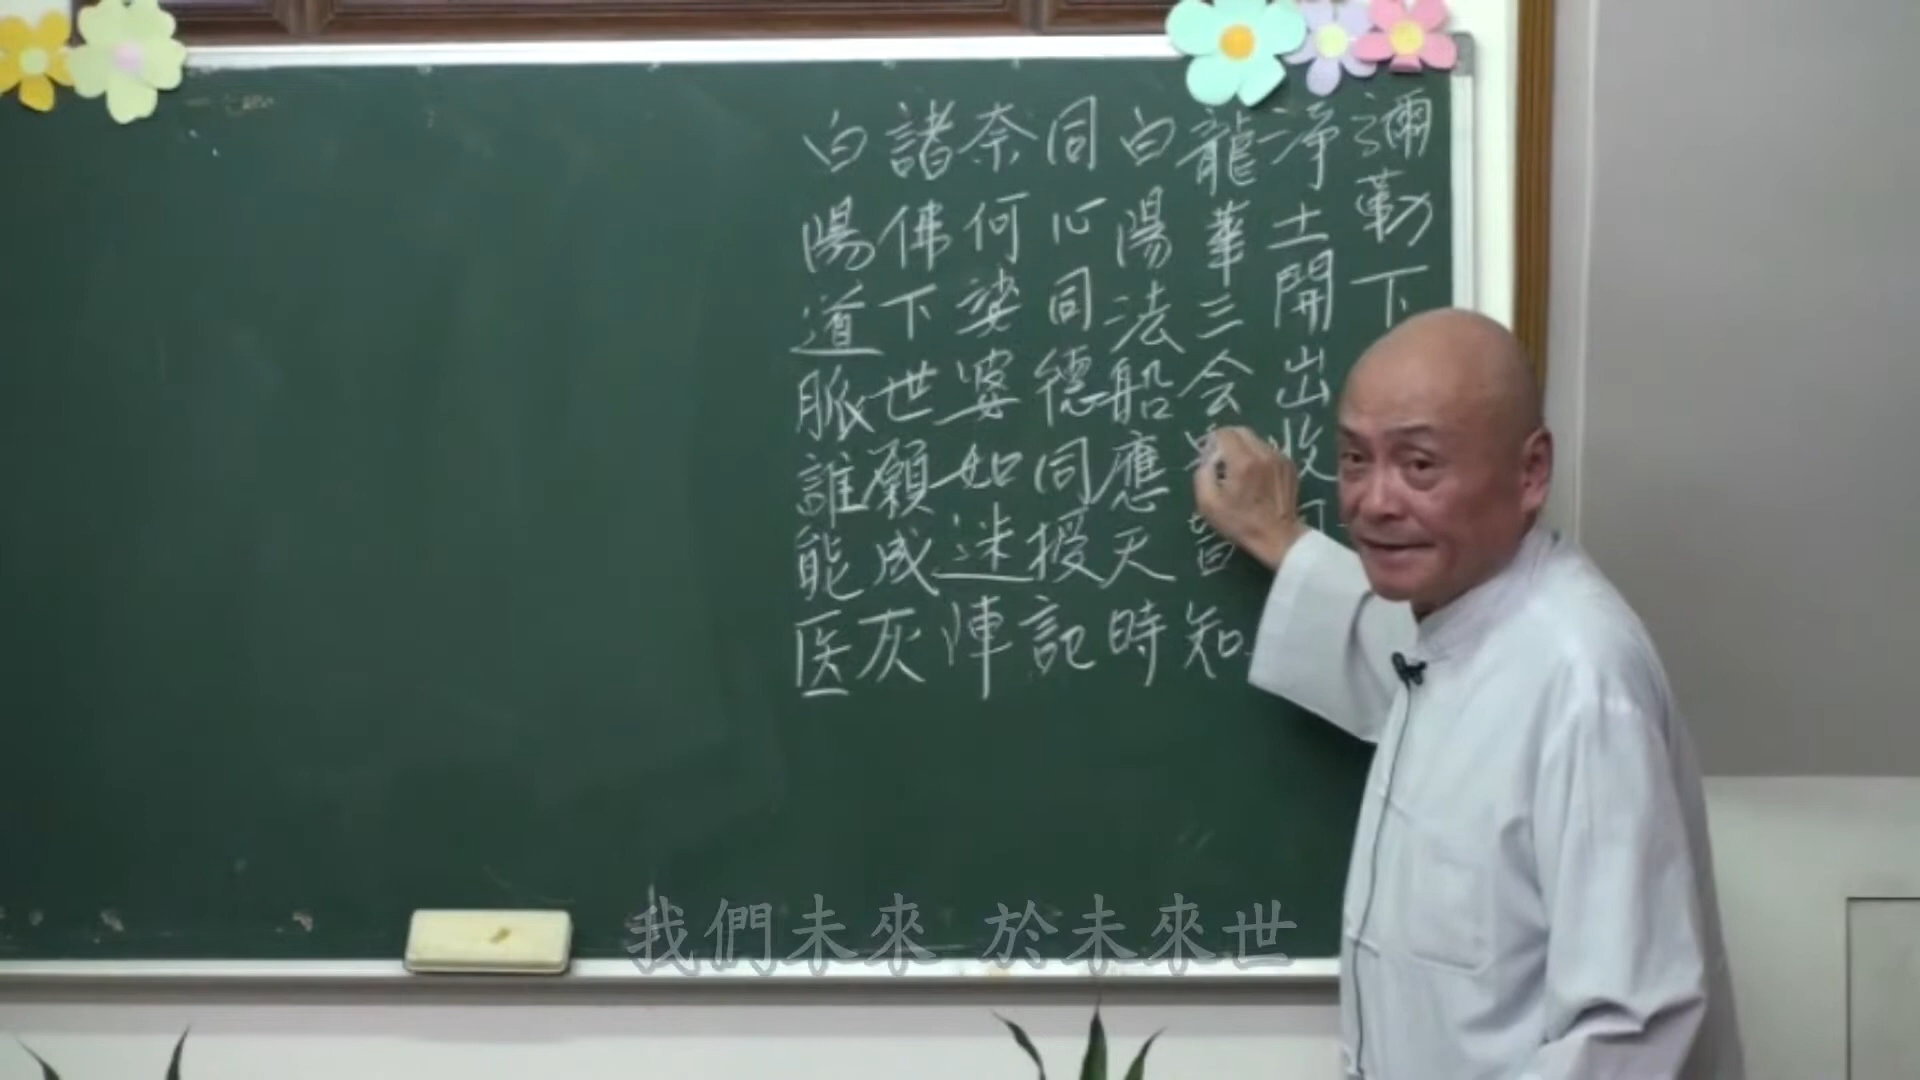 彌勒下
淨土開出收
龍華三会皆知
白陽法船應天時
同心同德同授記
奈何娑婆如迷陣
諸佛下世願成灰
白陽道脈誰能医
我們未來 於未來世